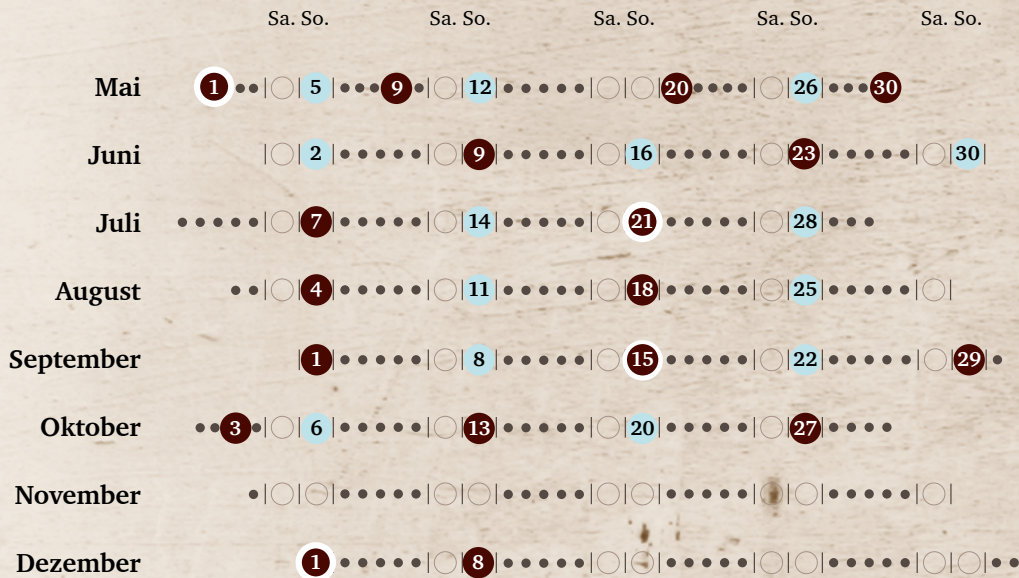 Sa. So. Sa. So. Sa. So. Sa. So. Sa. So.
Mai 1 5 9 12 20 26 30
Juni 2 9 16 23 30
Juli 7 14 21 28
August 4 11 18 25
September 1 8 15 22 29
Oktober 3 6 13 20 27
November
Dezember 1 8